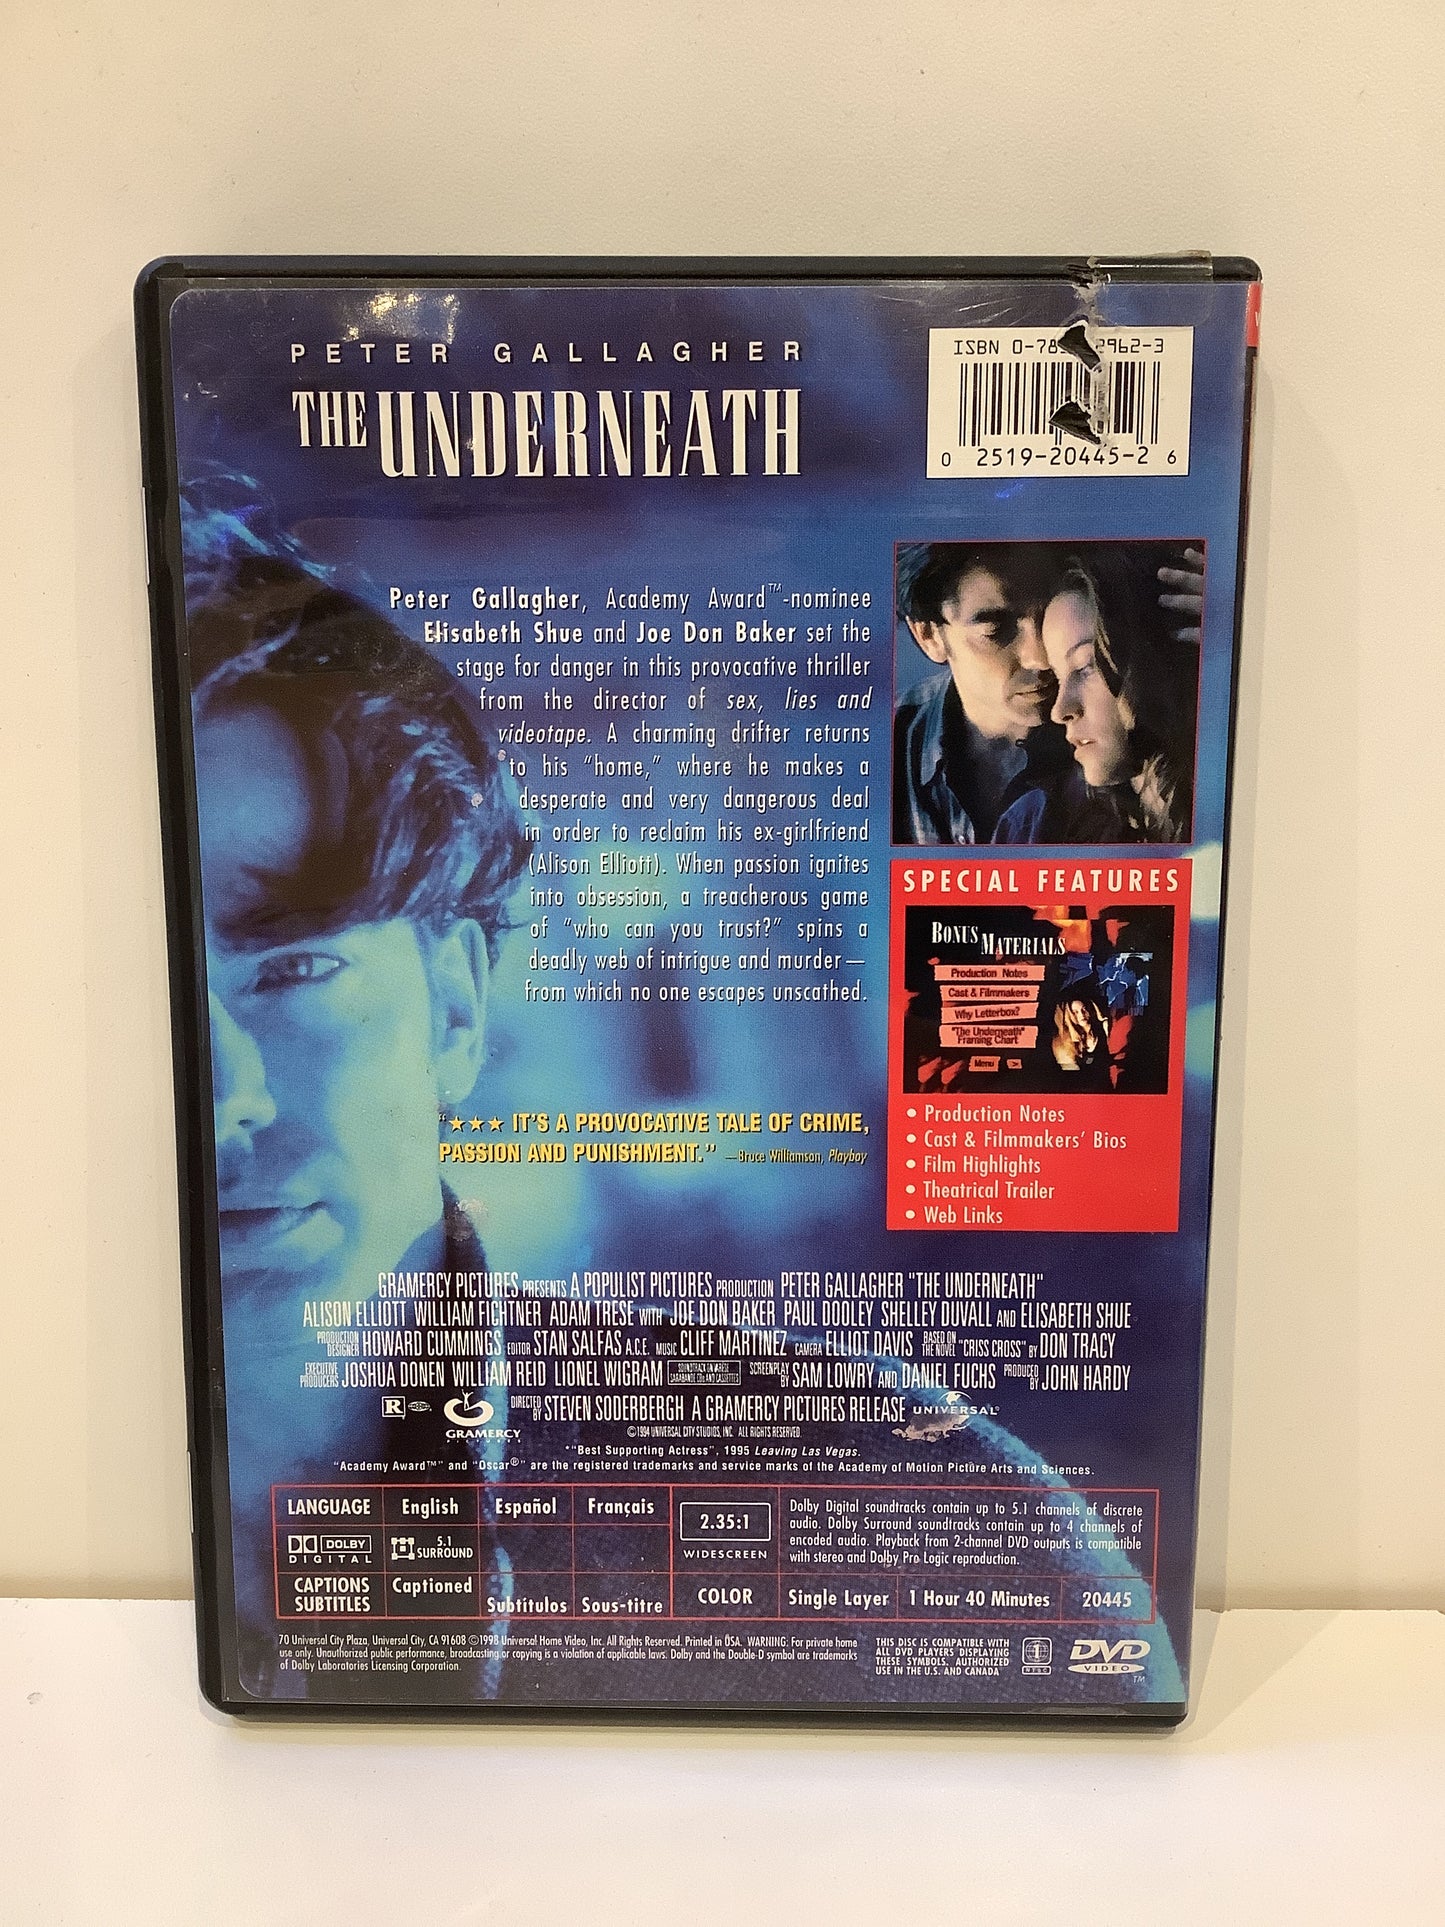 PETER GALLAGHER
THE UNDERNEATH
ISBN 0-78 2962-3
0 2519-20445-2 6
Peter Gallagher, Academy Award™-nominee
Elisabeth Shue and Joe Don Baker set the
stage for danger in this provocative thriller
from the director of sex, lies and
videotape. A charming drifter returns
to his "home," where he makes a
desperate and very dangerous deal
in order to reclaim his ex-girlfriend
(Alison Elliott). When passion ignites
into obsession, a treacherous game
of "who can you trust?" spins a
deadly web of intrigue and murder—
from which no one escapes unscathed.
"★★★ IT'S A PROVOCATIVE TALE OF CRIME,
PASSION AND PUNISHMENT." —Bruce Williamson, Playboy
SPECIAL FEATURES
BONUS MATERIALS
Production Notes
Cast & Filmmakers
Why Letterbox?
"The Underneath"
Framing Chart
Menu >
• Production Notes
• Cast & Filmmakers' Bios
• Film Highlights
• Theatrical Trailer
• Web Links
GRAMERCY PICTURES PRESENTS A POPULIST PICTURES PRODUCTION PETER GALLAGHER "THE UNDERNEATH"
ALISON ELLIOTT WILLIAM FICHTNER ADAM TRESE WITH JOE DON BAKER PAUL DOOLEY SHELLEY DUVALL AND ELISABETH SHUE
PRODUCTION DESIGNER HOWARD CUMMINGS EDITOR STAN SALFAS A.C.E. MUSIC CLIFF MARTINEZ CAMERA ELLIOT DAVIS BASED ON THE NOVEL "CRISS CROSS" BY DON TRACY
EXECUTIVE PRODUCERS JOSHUA DONEN WILLIAM REID LIONEL WIGRAM SOUNDTRACK ON VARESE SARABANDE CDs AND CASSETTES SCREENPLAY BY SAM LOWRY AND DANIEL FUCHS PRODUCED BY JOHN HARDY
R GRAMERCY PICTURES DIRECTED BY STEVEN SODERBERGH A GRAMERCY PICTURES RELEASE UNIVERSAL
©1994 UNIVERSAL CITY STUDIOS, INC. ALL RIGHTS RESERVED.
*"Best Supporting Actress", 1995 Leaving Las Vegas.
"Academy Award™" and "Oscar®" are the registered trademarks and service marks of the Academy of Motion Picture Arts and Sciences.
LANGUAGE English Español Français
DOLBY DIGITAL 5.1 SURROUND
CAPTIONS SUBTITLES Captioned Subtítulos Sous-titre
2.35:1
WIDESCREEN
Dolby Digital soundtracks contain up to 5.1 channels of discrete
audio. Dolby Surround soundtracks contain up to 4 channels of
encoded audio. Playback from 2-channel DVD outputs is compatible
with stereo and Dolby Pro Logic reproduction.
COLOR Single Layer 1 Hour 40 Minutes 20445
70 Universal City Plaza, Universal City, CA 91608 ©1998 Universal Home Video, Inc. All Rights Reserved. Printed in USA. WARNING: For private home
use only. Unauthorized public performance, broadcasting or copying is a violation of applicable laws. Dolby and the Double-D symbol are trademarks
of Dolby Laboratories Licensing Corporation.
THIS DISC IS COMPATIBLE WITH
ALL DVD PLAYERS DISPLAYING
THESE SYMBOLS. AUTHORIZED
USE IN THE U.S. AND CANADA
1 NTSC
DVD VIDEO ™